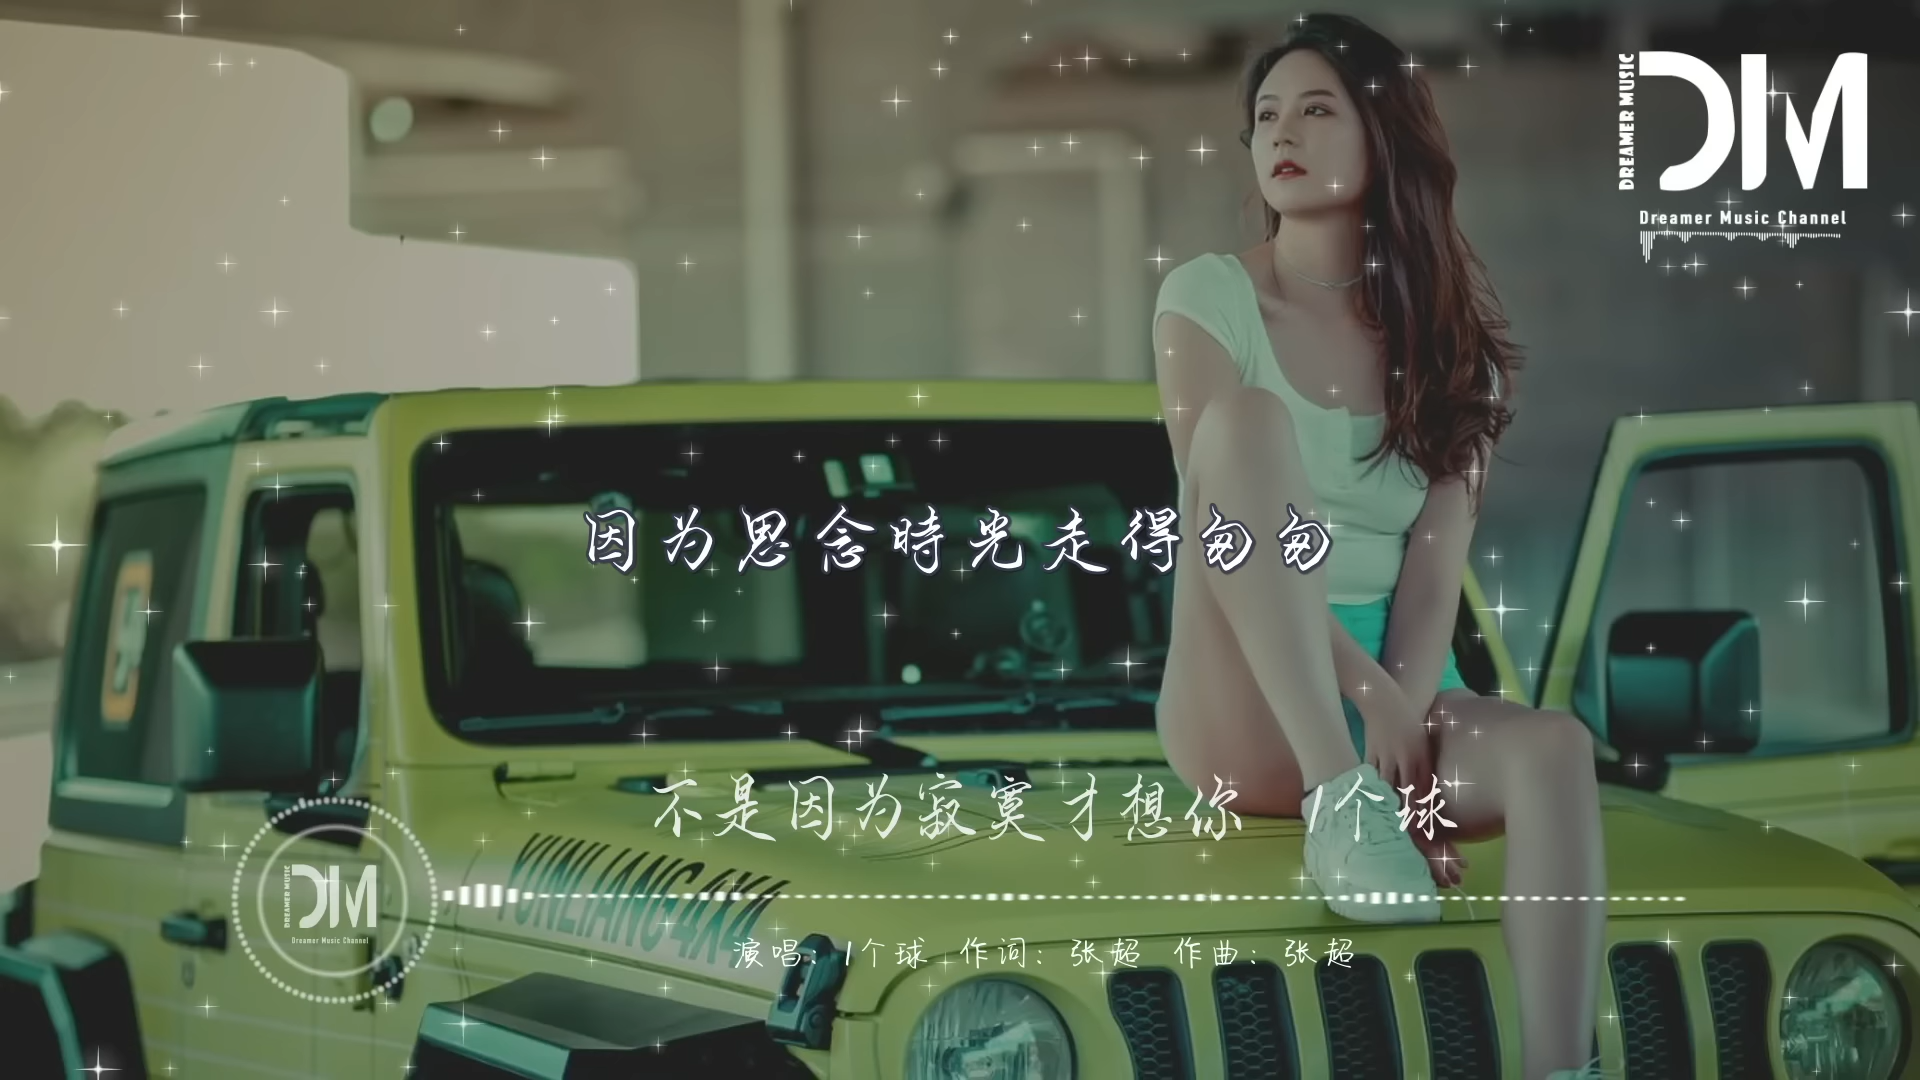 DREAMER MUSIC
DM
Dreamer Music Channel
因为思念時光走得匆匆
不是因为寂寞才想你 1个球
YUNLIANG 4X4
DREAMER MUSIC
DM
Dreamer Music Channel
演唱：1个球 作词：张超 作曲：张超